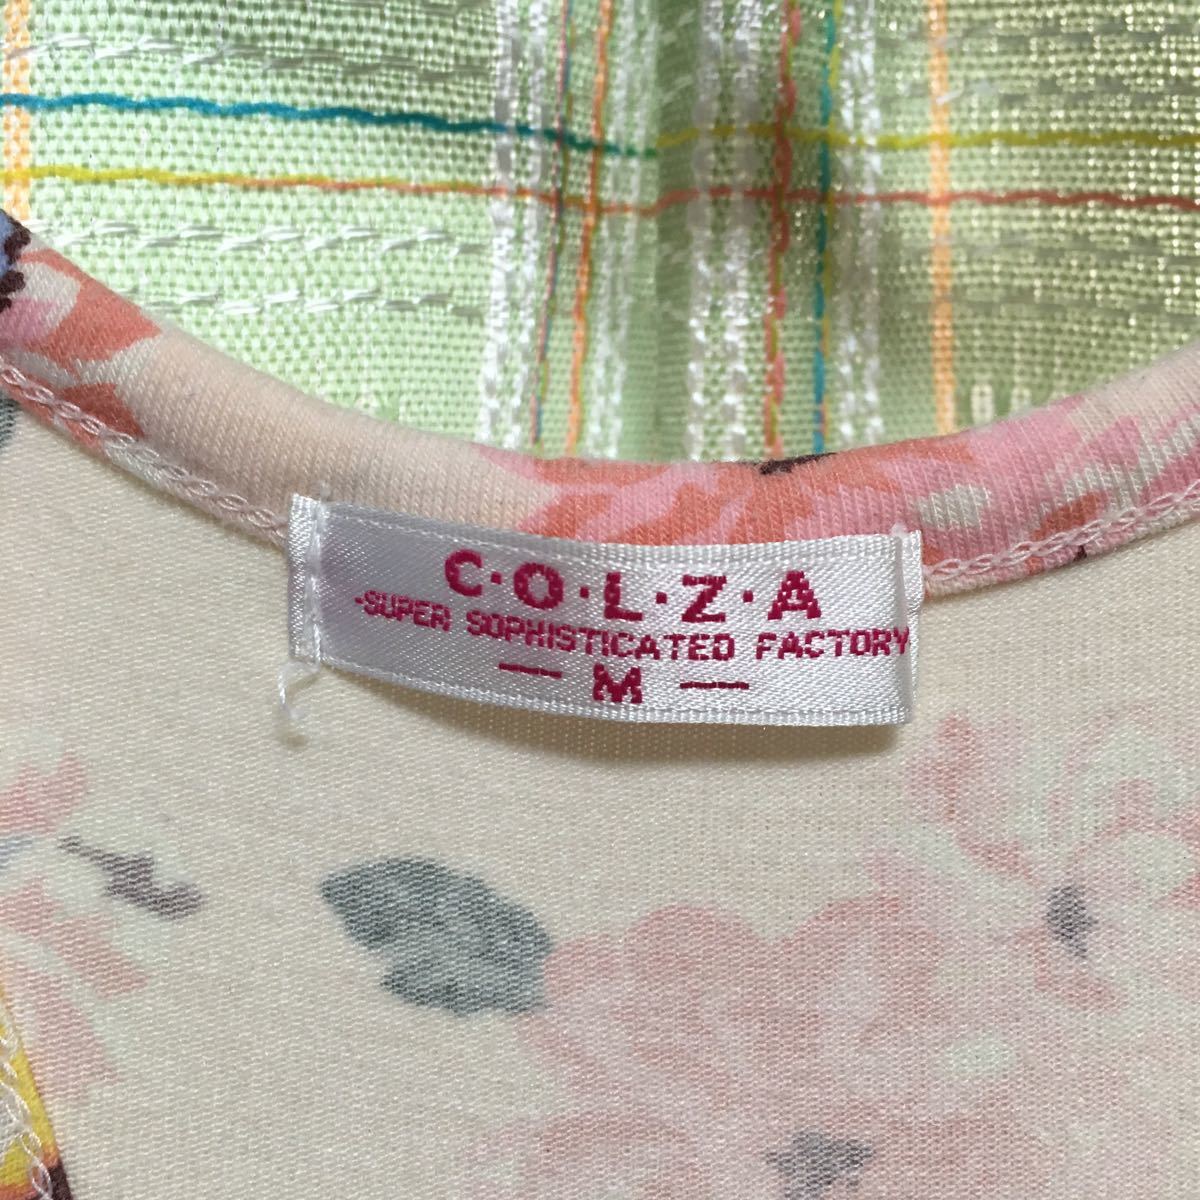 C·O·L·Z·A
-SUPER SOPHISTICATED FACTORY
— M —